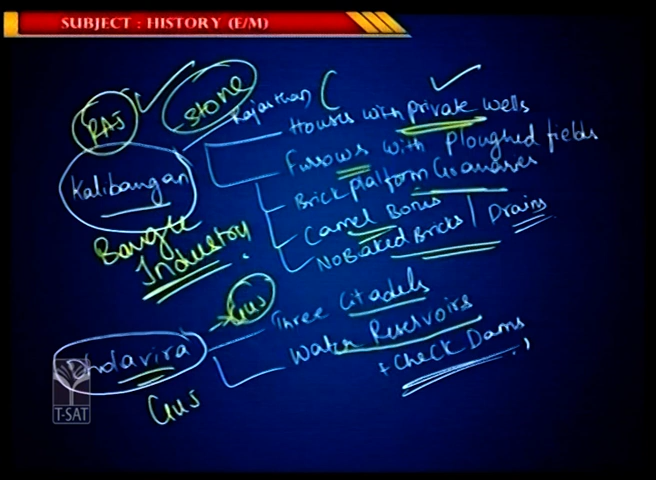 SUBJECT : HISTORY (E/M)
RAJ
Stone
Rajasthan
Houses with private wells
Kalibangan
Furrows with Ploughed fields
Brick platform Granaries
Camel Bones
No Baked Bricks / Drains
Bangle
Industry
Guj
Three Citadels
Water Reservoirs
+ Check Dams
Guj
T-SAT